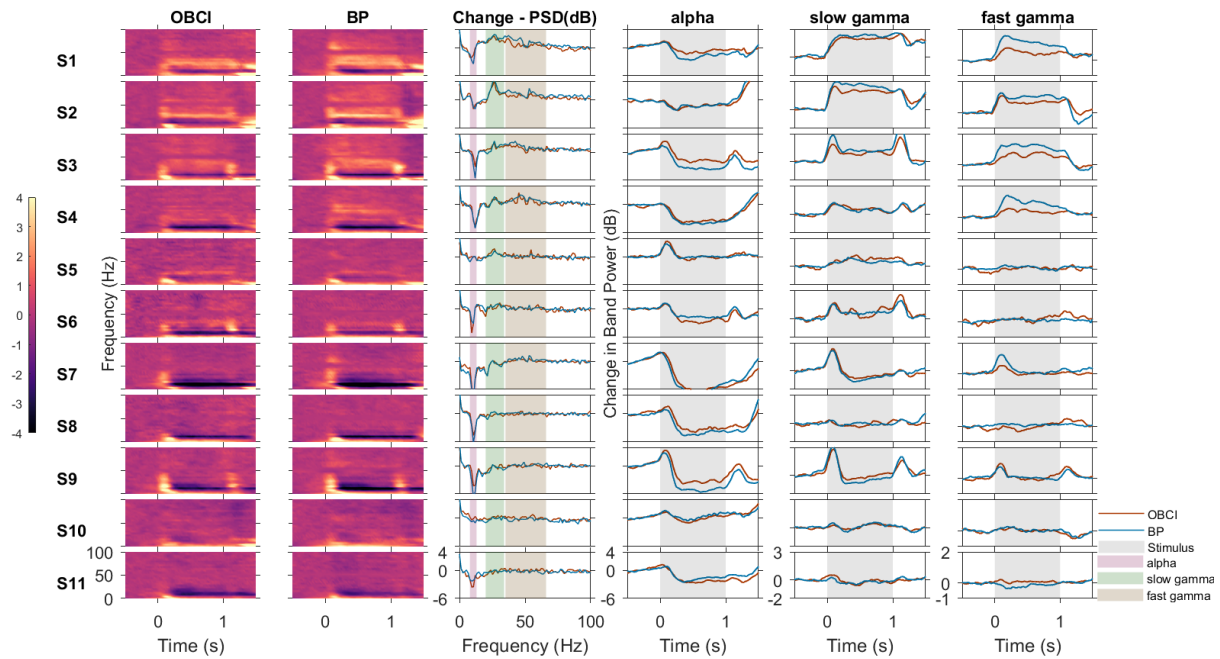 OBCI BP Change - PSD(dB) alpha slow gamma fast gamma
S1
S2
S3
S4
S5
S6
S7
S8
S9
S10
S11
4
3
2
1
0
-1
-2
-3
-4
Frequency (Hz)
100
50
0
4
0
-6
Change in Band Power (dB)
4
0
-6
3
0
-2
2
0
-1
0 1 0 1 0 50 100 0 1 0 1 0 1
Time (s) Time (s) Frequency (Hz) Time (s) Time (s) Time (s)
OBCI
BP
Stimulus
alpha
slow gamma
fast gamma